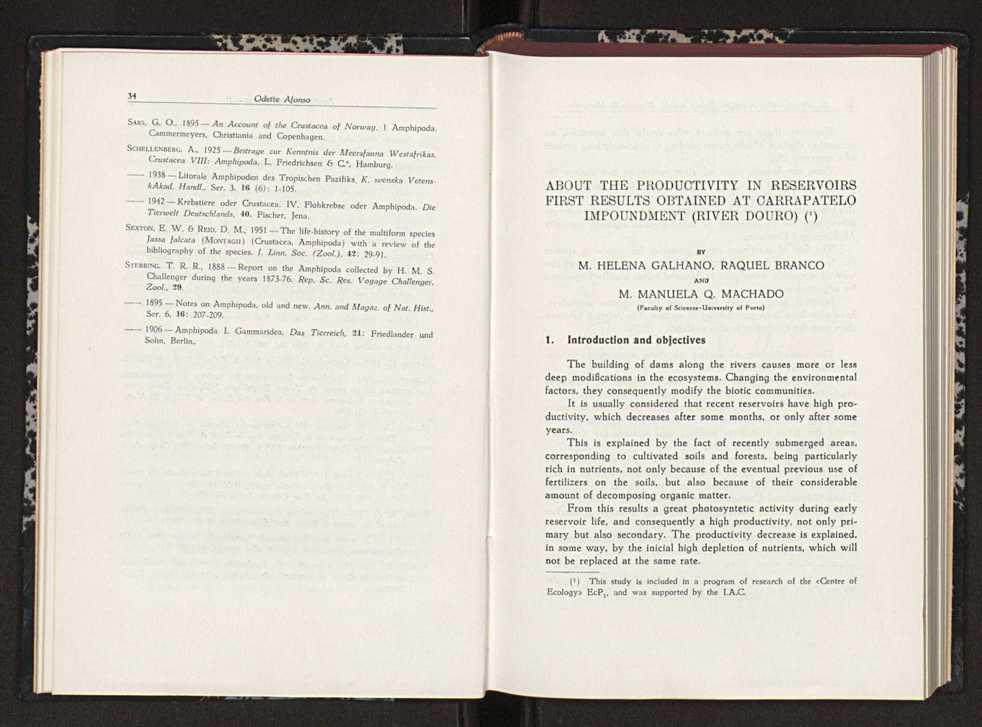 34
Odette Afonso
SARS, G. O., 1895 — An Account of the Crustacea of Norway. I. Amphipoda,
Cammermeyers, Christiania and Copenhagen.
SCHELLENBERG, A., 1925 — Beitrage zur Kenntnis der Meersfauna Westafrikas.
Crustacea VIII: Amphipoda. L. Friedrichsen & C.º, Hamburg.
—— 1938 — Litorale Amphipoden des Tropischen Pazifiks. K. svenska Vetens-
kAkad. Handl., Ser. 3. 16 (6): 1-105.
—— 1942 — Krebstiere oder Crustacea. IV. Flohkrebse oder Amphipoda. Die
Tierwelt Deutschlands, 40, Fischer, Jena.
SEXTON, E. W. & REID, D. M., 1951 — The life-history of the multiform species
Jassa falcata (MONTAGU) (Crustacea, Amphipoda) with a review of the
bibliography of the species. J. Linn. Soc. (Zool.), 42: 29-91.
STEBBING, T. R. R., 1888 — Report on the Amphipoda collected by H. M. S.
Challenger during the years 1873-76. Rep. Sc. Res. Voyage Challenger,
Zool., 29.
—— 1895 — Notes on Amphipoda, old and new. Ann. and Magaz. of Nat. Hist.,
Ser. 6, 16: 207-209.
—— 1906 — Amphipoda I. Gammaridea. Das Tierreich, 21: Friedlander und
Sohn, Berlin.
ABOUT THE PRODUCTIVITY IN RESERVOIRS
FIRST RESULTS OBTAINED AT CARRAPATELO
IMPOUNDMENT (RIVER DOURO) (¹)
BY
M. HELENA GALHANO, RAQUEL BRANCO
AND
M. MANUELA Q. MACHADO
(Faculty of Sciences-University of Porto)
1. Introduction and objectives
The building of dams along the rivers causes more or less
deep modifications in the ecosystems. Changing the environmental
factors, they consequently modify the biotic communities.
It is usually considered that recent reservoirs have high pro-
ductivity, which decreases after some months, or only after some
years.
This is explained by the fact of recently submerged areas,
corresponding to cultivated soils and forests, being particularly
rich in nutrients, not only because of the eventual previous use of
fertilizers on the soils, but also because of their considerable
amount of decomposing organic matter.
From this results a great photosyntetic activity during early
reservoir life, and consequently a high productivity, not only pri-
mary but also secondary. The productivity decrease is explained,
in some way, by the inicial high depletion of nutrients, which will
not be replaced at the same rate.
(¹) This study is included in a program of research of the «Centre of
Ecology» EcP₁, and was supported by the I.A.C.